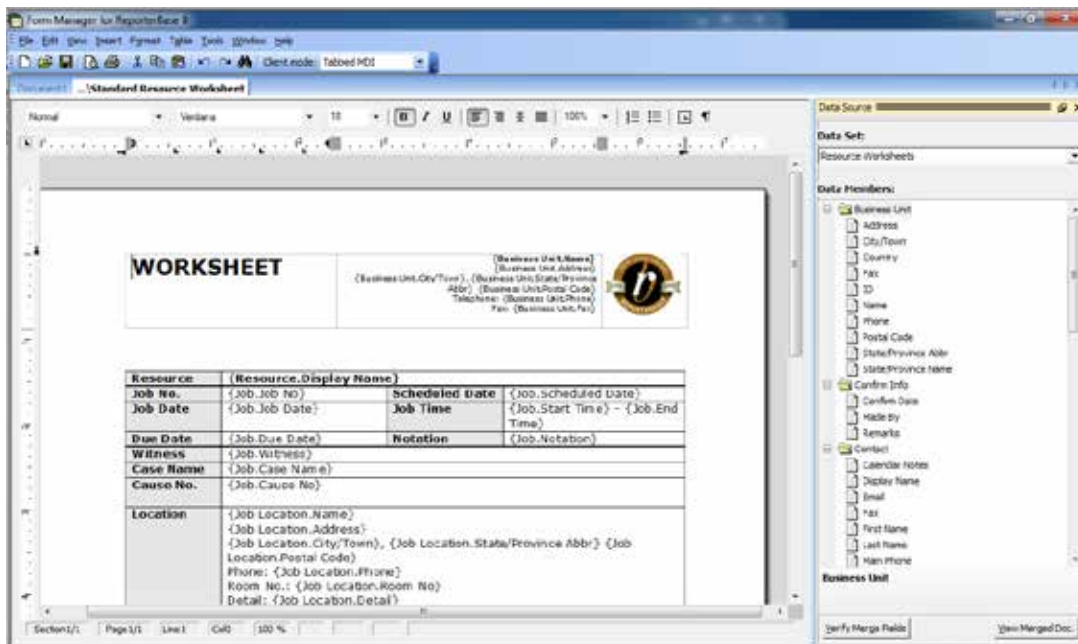 Form Manager for ReporterBase 8
File Edit View Insert Format Table Tools Window Help
Client mode: Tabbed MDI
Document1 ...\Standard Resource Worksheet
Normal Verdana 18 B I U 100%
Data Source
Data Set:
Resource Worksheets
Data Members:
Business Unit
Address
City/Town
Country
Fax
ID
Name
Phone
Postal Code
State/Province Abbr
State/Province Name
Confirm Info
Confirm Date
Made By
Remarks
Contact
Calendar Notes
Display Name
Email
Fax
First Name
Last Name
Main Phone
Business Unit
Verify Merge Fields View Merged Doc.
WORKSHEET
{Business Unit.Name}
{Business Unit.Address}
{Business Unit.City/Town}, {Business Unit.State/Province
Abbr} {Business Unit.Postal Code}
Telephone: {Business Unit.Phone}
Fax: {Business Unit.Fax}
Resource {Resource.Display Name}
Job No. {Job.Job No} Scheduled Date {Job.Scheduled Date}
Job Date {Job.Job Date} Job Time {Job.Start Time} - {Job.End
Time}
Due Date {Job.Due Date} Notation {Job.Notation}
Witness {Job.Witness}
Case Name {Job.Case Name}
Cause No. {Job.Cause No}
Location {Job Location.Name}
{Job Location.Address}
{Job Location.City/Town}, {Job Location.State/Province Abbr} {Job
Location.Postal Code}
Phone: {Job Location.Phone}
Room No.: {Job Location.Room No}
Detail: {Job Location.Detail}
Section1/1 Page1/1 Line1 Col0 100 %